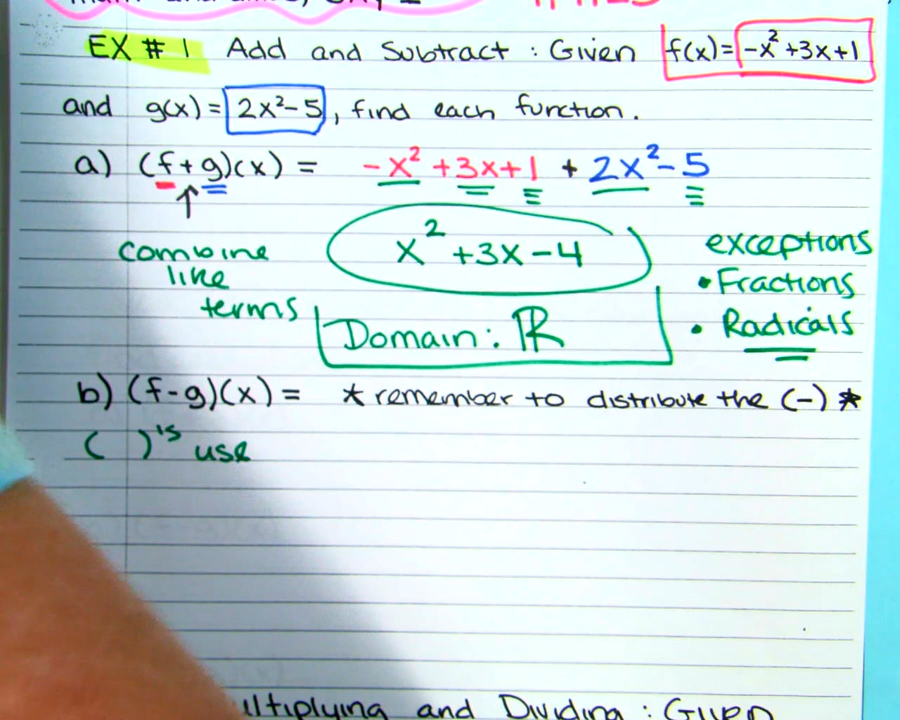 EX # 1 Add and Subtract : Given f(x) = -x² + 3x + 1
and g(x) = 2x² - 5, find each function.
a) (f+g)(x) = -x² + 3x + 1 + 2x² - 5
combine
like
terms
x² + 3x - 4
Domain: ℝ
exceptions
• Fractions
• Radicals
b) (f-g)(x) = * remember to distribute the (-) *
( )'s use
and Dividing : Given